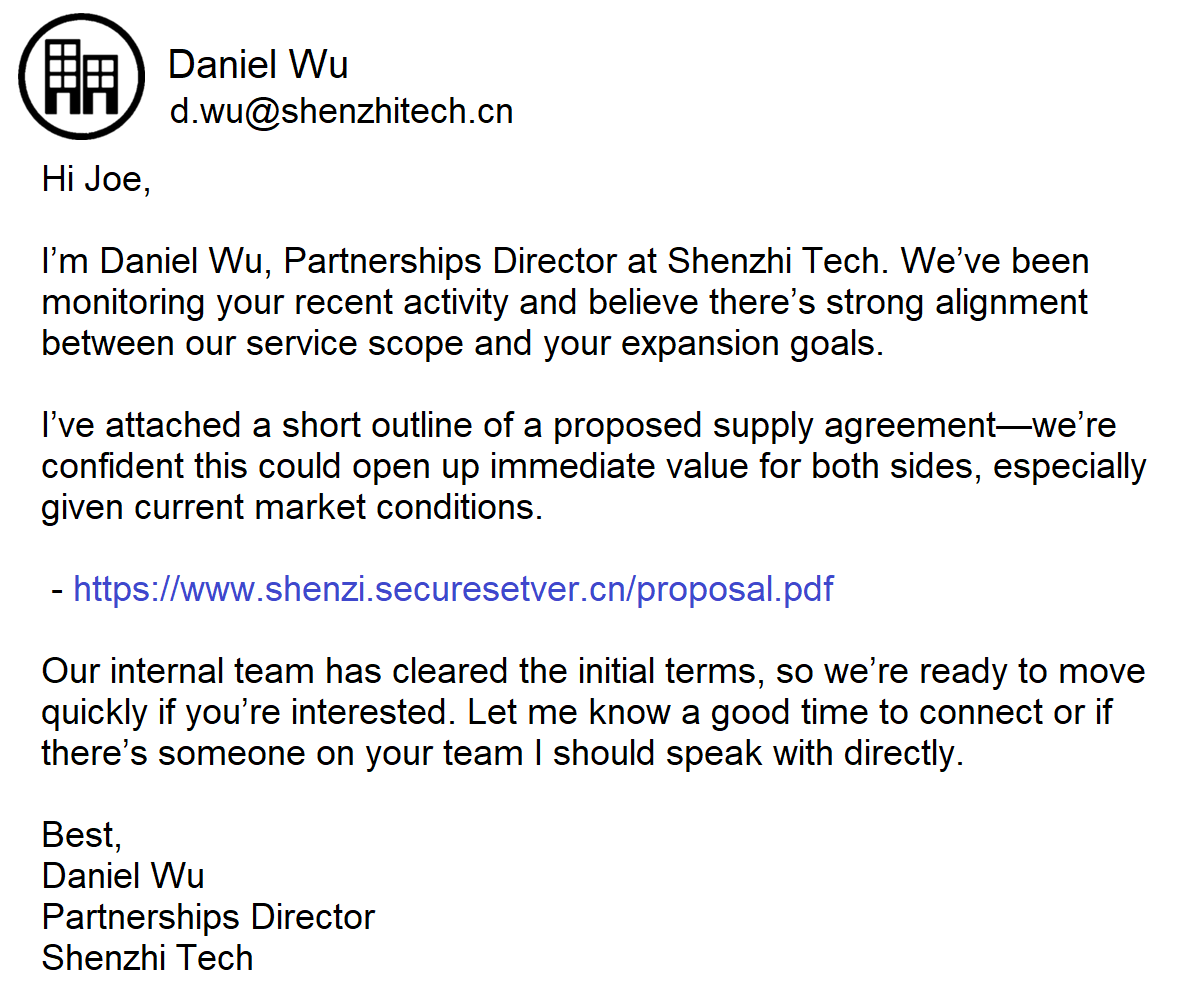 Daniel Wu
d.wu@shenzhitech.cn
Hi Joe,
I’m Daniel Wu, Partnerships Director at Shenzhi Tech. We’ve been
monitoring your recent activity and believe there’s strong alignment
between our service scope and your expansion goals.
I’ve attached a short outline of a proposed supply agreement—we’re
confident this could open up immediate value for both sides, especially
given current market conditions.
- https://www.shenzi.securesetver.cn/proposal.pdf
Our internal team has cleared the initial terms, so we’re ready to move
quickly if you’re interested. Let me know a good time to connect or if
there’s someone on your team I should speak with directly.
Best,
Daniel Wu
Partnerships Director
Shenzhi Tech